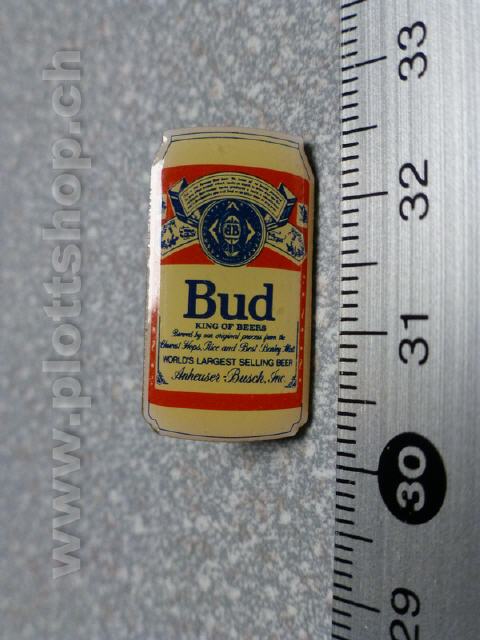 www.plottshop.ch
Bud
KING OF BEERS
Brewed by our original process from the
Hops, Rice and Best Barley Malt
WORLD'S LARGEST SELLING BEER
Anheuser-Busch, Inc.
33
32
31
30
29